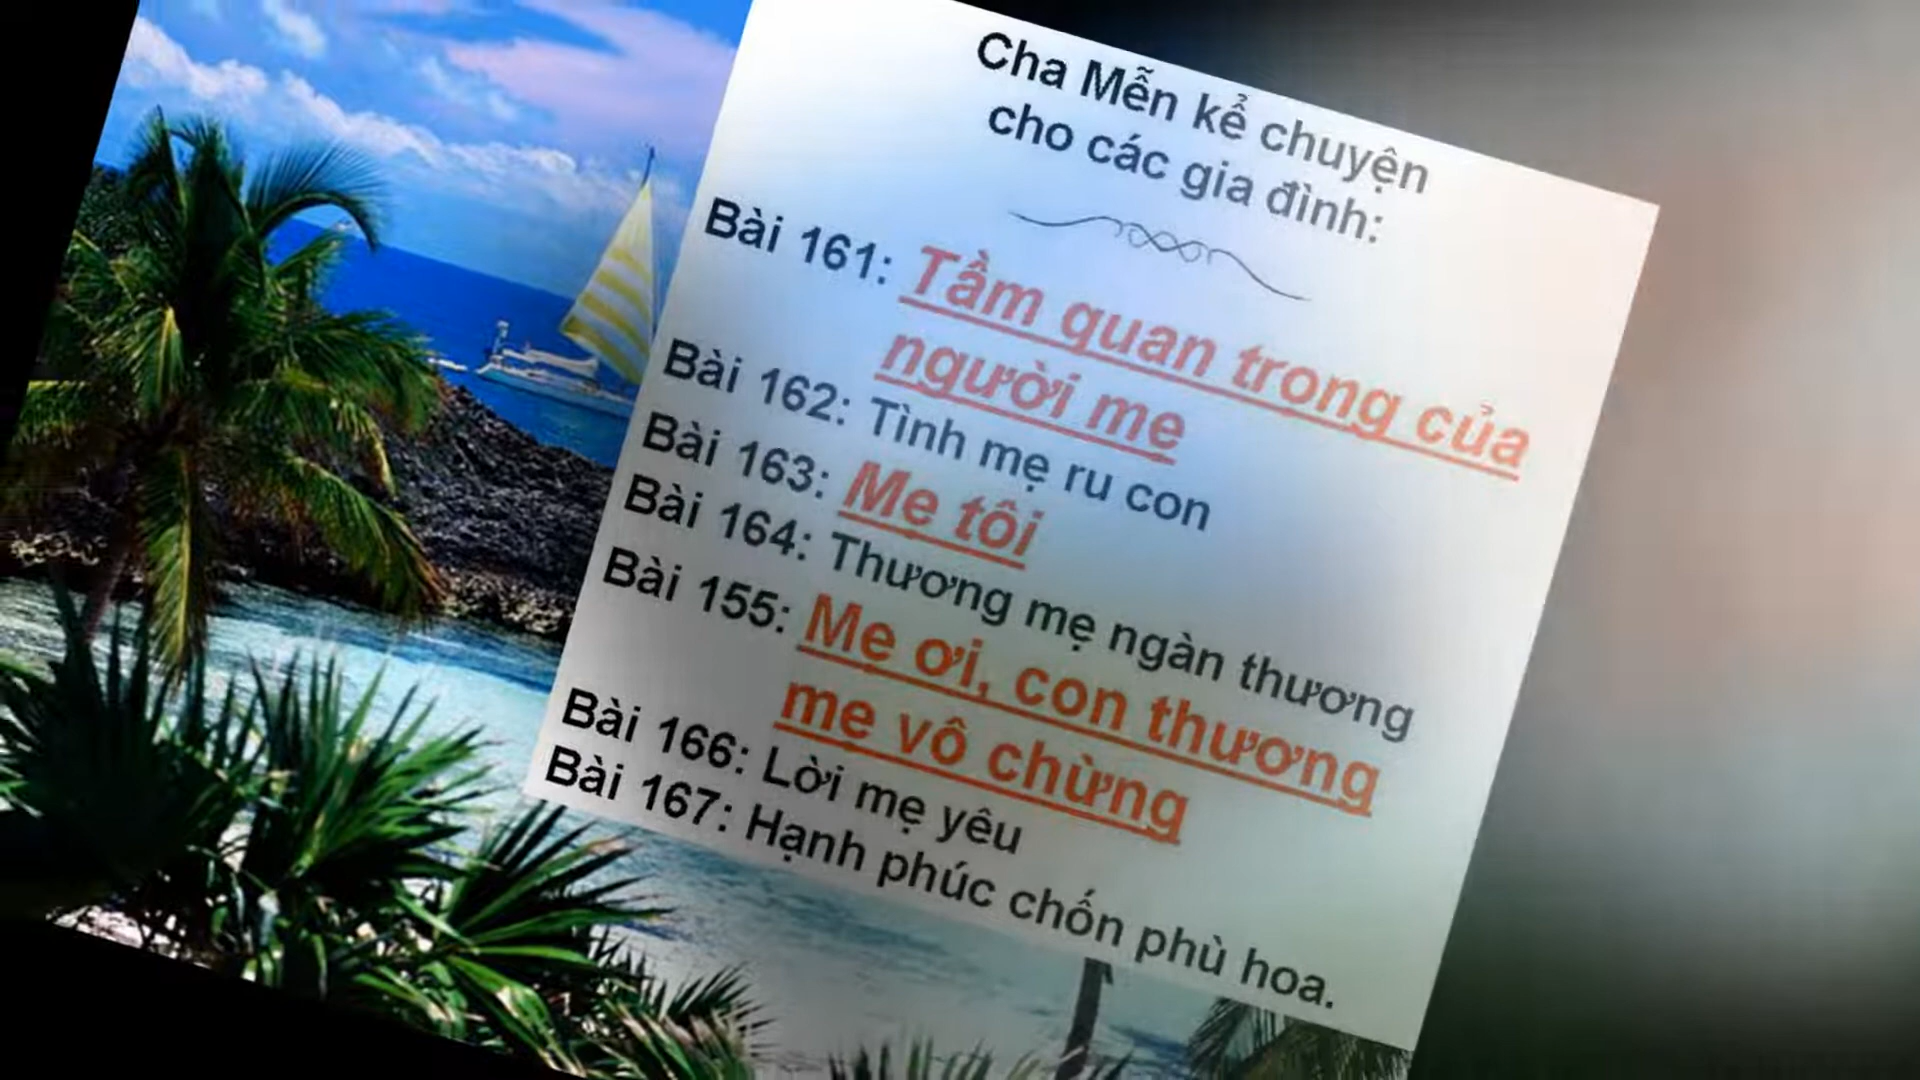 Cha Mễn kể chuyện
cho các gia đình:
Bài 161: Tầm quan trọng của
người mẹ
Bài 162: Tình mẹ ru con
Bài 163: Mẹ tôi
Bài 164: Thương mẹ ngàn thương
Bài 155: Mẹ ơi, con thương
mẹ vô chừng
Bài 166: Lời mẹ yêu
Bài 167: Hạnh phúc chốn phù hoa.